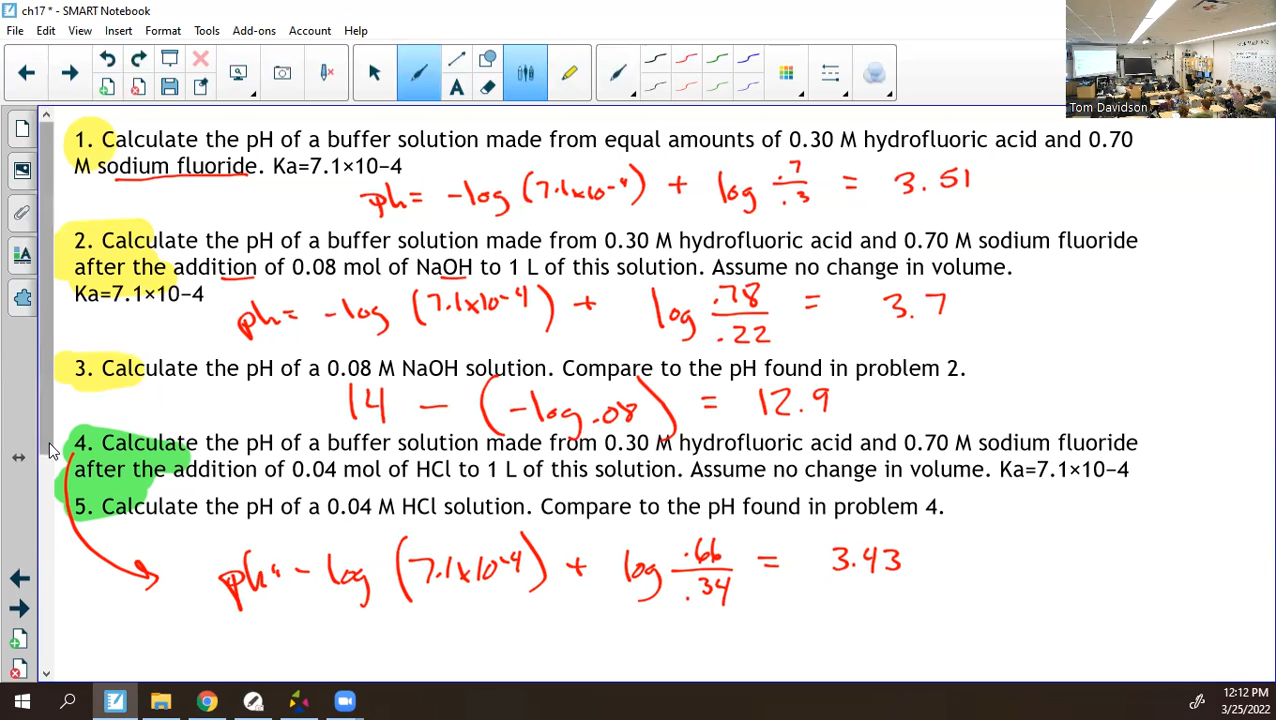 ch17 * - SMART Notebook
File Edit View Insert Format Tools Add-ons Account Help
Tom Davidson
1. Calculate the pH of a buffer solution made from equal amounts of 0.30 M hydrofluoric acid and 0.70
M sodium fluoride. Ka=7.1×10−4
ph= -log (7.1x10-4) + log .7/.3 = 3.51
2. Calculate the pH of a buffer solution made from 0.30 M hydrofluoric acid and 0.70 M sodium fluoride
after the addition of 0.08 mol of NaOH to 1 L of this solution. Assume no change in volume.
Ka=7.1×10−4
ph= -log (7.1x10-4) + log .78/.22 = 3.7
3. Calculate the pH of a 0.08 M NaOH solution. Compare to the pH found in problem 2.
14 - (-log .08) = 12.9
4. Calculate the pH of a buffer solution made from 0.30 M hydrofluoric acid and 0.70 M sodium fluoride
after the addition of 0.04 mol of HCl to 1 L of this solution. Assume no change in volume. Ka=7.1×10−4
5. Calculate the pH of a 0.04 M HCl solution. Compare to the pH found in problem 4.
ph= -log (7.1x10-4) + log .66/.34 = 3.43
12:12 PM
3/25/2022